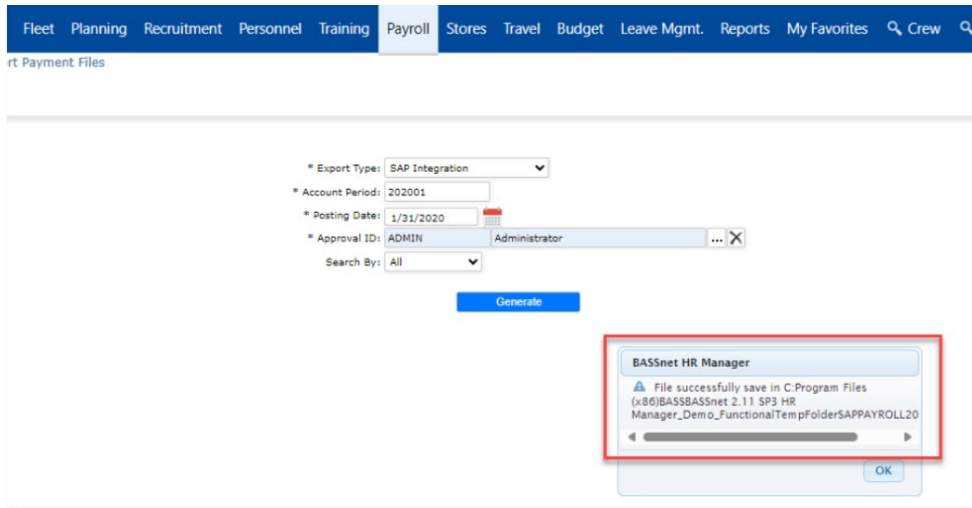 Fleet Planning Recruitment Personnel Training Payroll Stores Travel Budget Leave Mgmt. Reports My Favorites Crew
rt Payment Files
* Export Type: SAP Integration
* Account Period: 202001
* Posting Date: 1/31/2020
* Approval ID: ADMIN Administrator ...
Search By: All
Generate
BASSnet HR Manager
File successfully save in C:Program Files
(x86)BASSBASSnet 2.11 SP3 HR
Manager_Demo_FunctionalTempFolderSAPPAYROLL20
OK